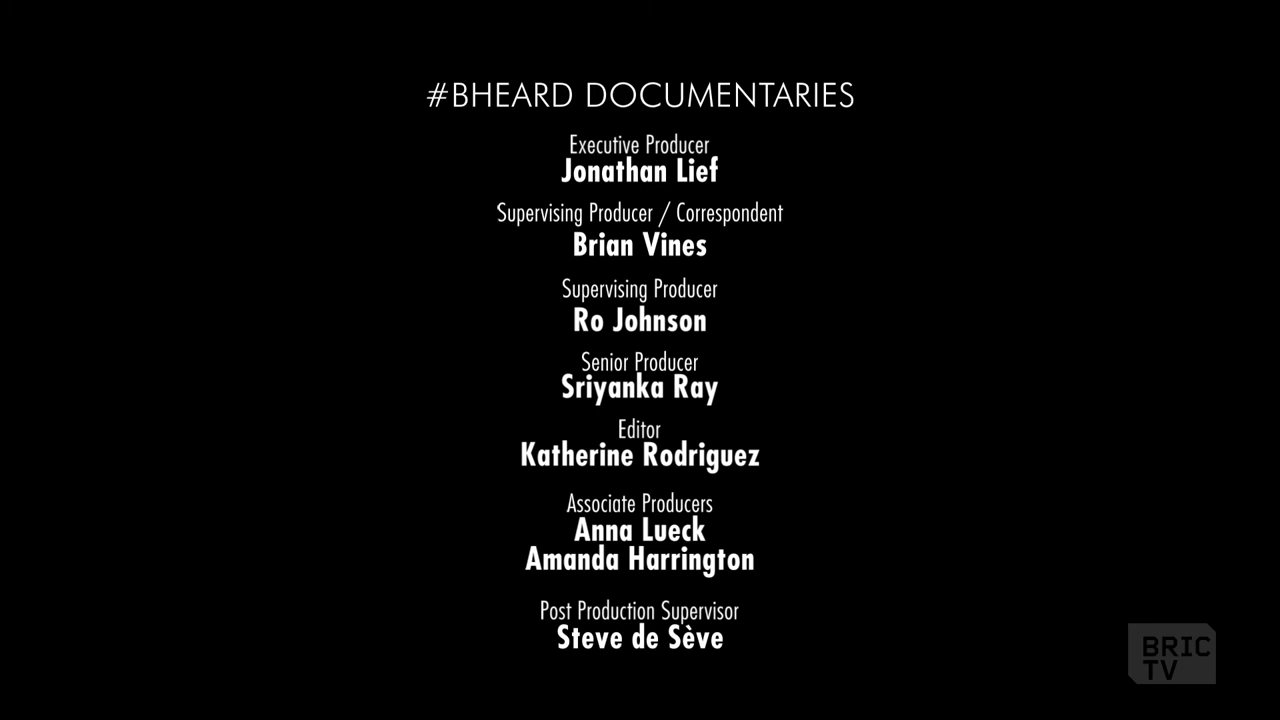 #BHEARD DOCUMENTARIES
Executive Producer
Jonathan Lief
Supervising Producer / Correspondent
Brian Vines
Supervising Producer
Ro Johnson
Senior Producer
Sriyanka Ray
Editor
Katherine Rodriguez
Associate Producers
Anna Lueck
Amanda Harrington
Post Production Supervisor
Steve de Sève
BRIC
TV